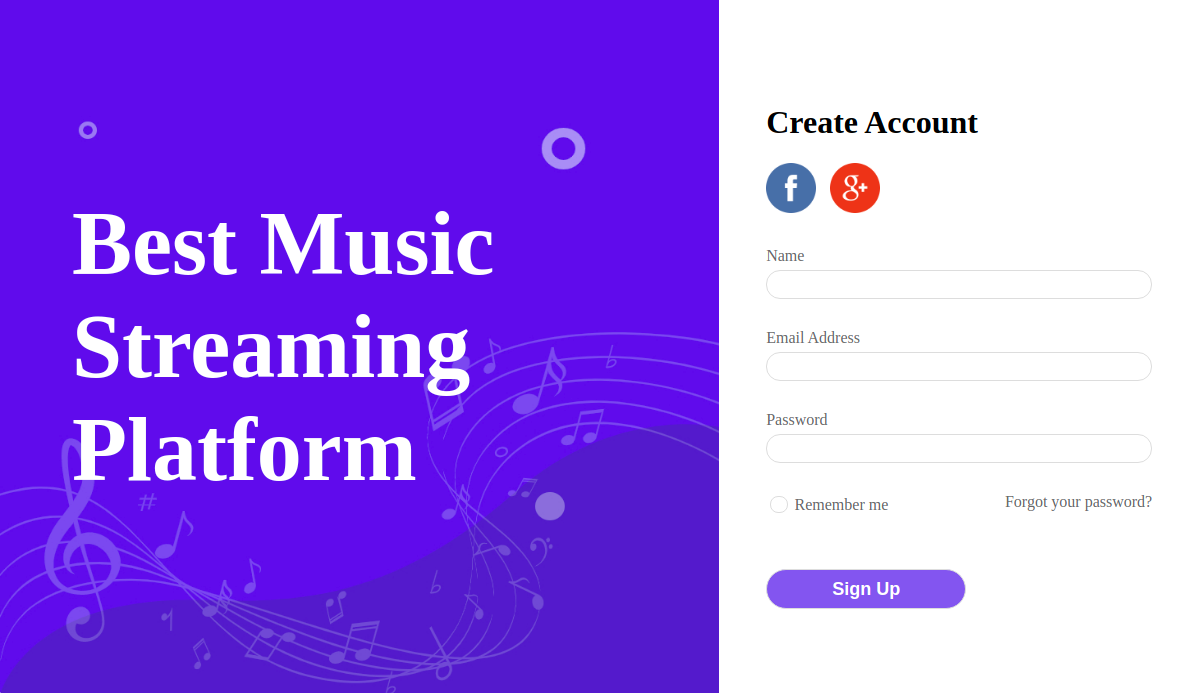 Best Music
Streaming
Platform
Create Account
f
g+
Name
Email Address
Password
Remember me
Forgot your password?
Sign Up